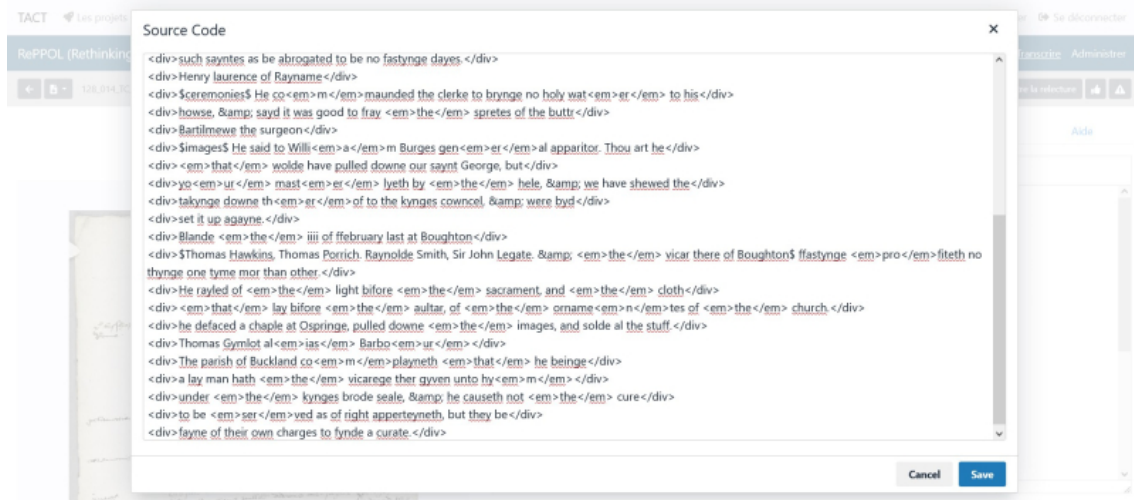 TACT Les projets Se déconnecter
RePPOL (Rethinking Transcrire Administrer
la relecture
Aide
Source Code
<div>such sayntes as be abrogated to be no fastynge dayes.</div>
<div>Henry laurence of Rayname</div>
<div>$ceremonies$ He co<em>m</em>maunded the clerke to brynge no holy wat<em>er</em> to his</div>
<div>howse, &amp; sayd it was good to fray <em>the</em> spretes of the buttr</div>
<div>Bartilmewe the surgeon</div>
<div>$images$ He said to Willi<em>a</em>m Burges gen<em>er</em>al apparitor. Thou art he</div>
<div><em>that</em> wolde have pulled downe our saynt George, but</div>
<div>yo<em>ur</em> mast<em>er</em> lyeth by <em>the</em> hele, &amp; we have shewed the</div>
<div>takynge downe th<em>er</em>of to the kynges cowncel, &amp; were byd</div>
<div>set it up agayne.</div>
<div>Blande <em>the</em> iiii of ffebruary last at Boughton</div>
<div>$Thomas Hawkins, Thomas Porrich. Raynolde Smith, Sir John Legate. &amp; <em>the</em> vicar there of Boughton$ ffastynge <em>pro</em>fiteth no
thynge one tyme mor than other.</div>
<div>He rayled of <em>the</em> light bifore <em>the</em> sacrament, and <em>the</em> cloth</div>
<div><em>that</em> lay bifore <em>the</em> aultar, of <em>the</em> orname<em>n</em>tes of <em>the</em> church.</div>
<div>he defaced a chaple at Ospringe, pulled downe <em>the</em> images, and solde al the stuff.</div>
<div>Thomas Gymlot al<em>ias</em> Barbo<em>ur</em></div>
<div>The parish of Buckland co<em>m</em>playneth <em>that</em> he beinge</div>
<div>a lay man hath <em>the</em> vicarege ther gyven unto hy<em>m</em> </div>
<div>under <em>the</em> kynges brode seale, &amp; he causeth not <em>the</em> cure</div>
<div>to be <em>ser</em>ved as of right apperteyneth, but they be</div>
<div>fayne of their own charges to fynde a curate.</div>
Cancel Save